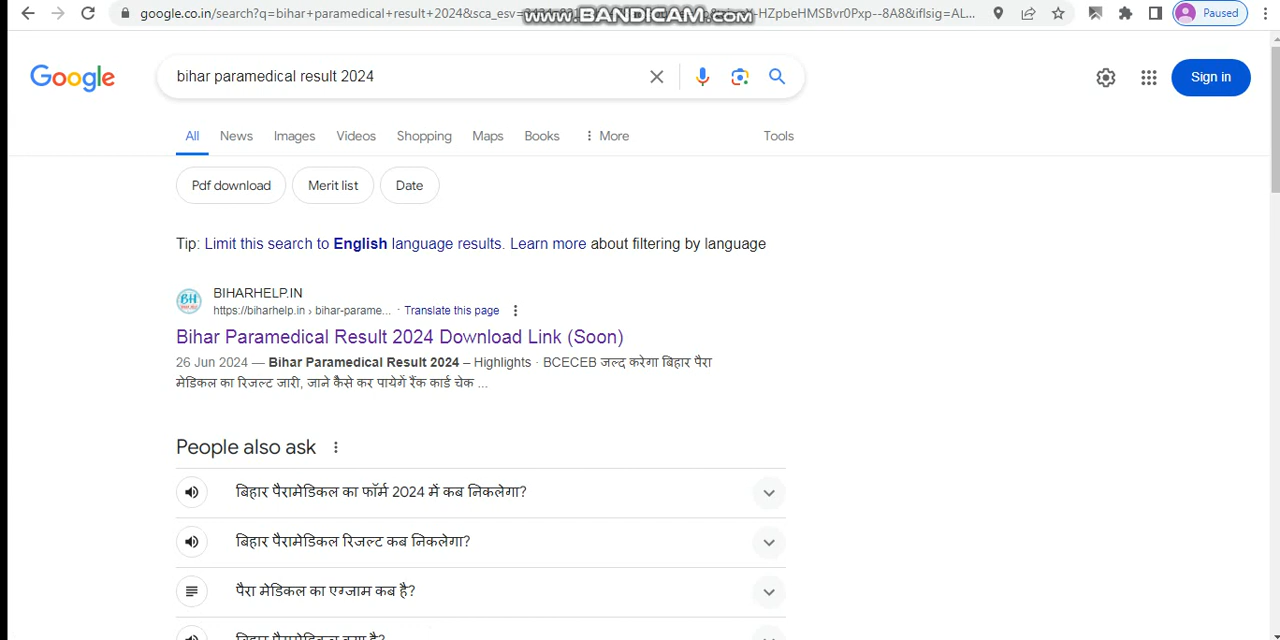 google.co.in/search?q=bihar+paramedical+result+2024&sca_esv=
www.BANDICAM.com
-HZpbeHMSBvr0Pxp--8A8&iflsig=AL...
Paused
Google
bihar paramedical result 2024
Sign in
All News Images Videos Shopping Maps Books More Tools
Pdf download Merit list Date
Tip: Limit this search to English language results. Learn more about filtering by language
BH
BIHARHELP.IN
https://biharhelp.in › bihar-parame... · Translate this page
Bihar Paramedical Result 2024 Download Link (Soon)
26 Jun 2024 — Bihar Paramedical Result 2024 – Highlights · BCECEB जल्द करेगा बिहार पैरा
मेडिकल का रिजल्ट जारी, जाने कैसे कर पायेगें रैंक कार्ड चेक ...
People also ask
बिहार पैरामेडिकल का फॉर्म 2024 में कब निकलेगा?
बिहार पैरामेडिकल रिजल्ट कब निकलेगा?
पैरा मेडिकल का एग्जाम कब है?
बिहार पैरामेडिकल क्या है?